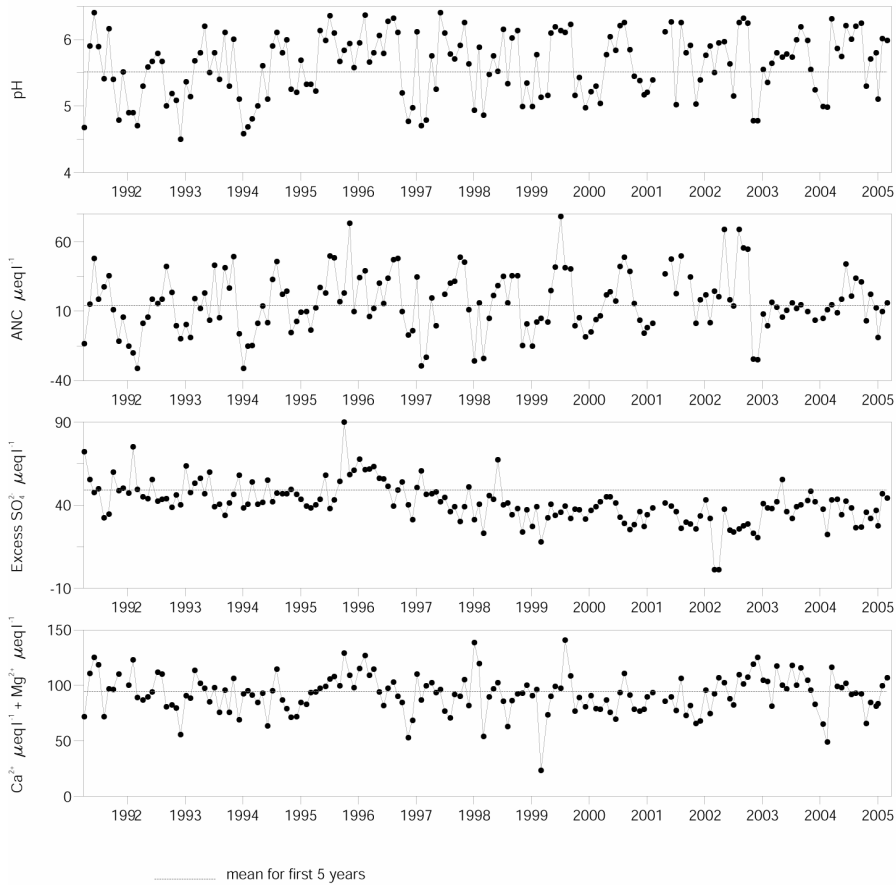 pH
6
5
4
1992 1993 1994 1995 1996 1997 1998 1999 2000 2001 2002 2003 2004 2005
ANC μeq l⁻¹
60
10
-40
1992 1993 1994 1995 1996 1997 1998 1999 2000 2001 2002 2003 2004 2005
Excess SO₄²⁻ μeq l⁻¹
90
40
-10
1992 1993 1994 1995 1996 1997 1998 1999 2000 2001 2002 2003 2004 2005
Ca²⁺ μeq l⁻¹ + Mg²⁺ μeq l⁻¹
150
100
50
0
1992 1993 1994 1995 1996 1997 1998 1999 2000 2001 2002 2003 2004 2005
mean for first 5 years